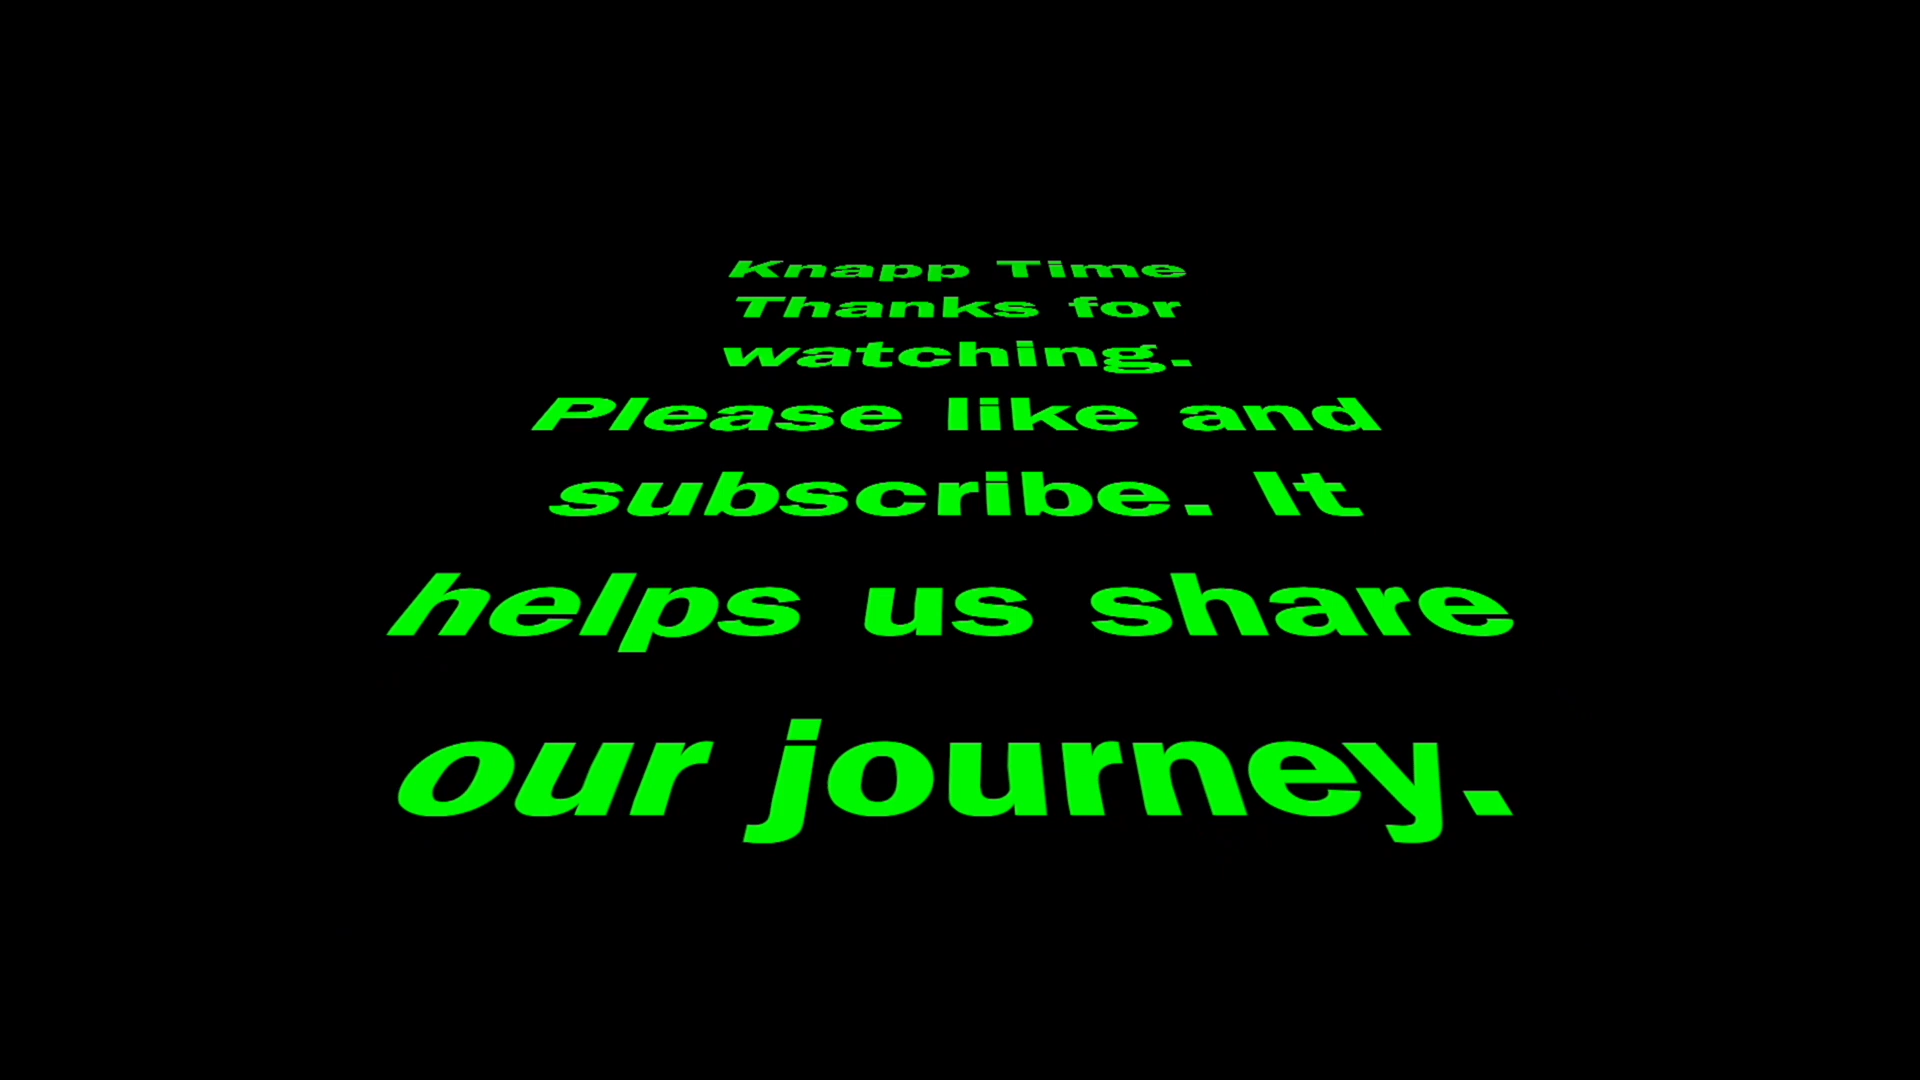 Knapp Time
Thanks for
watching.
Please like and
subscribe. It
helps us share
our journey.